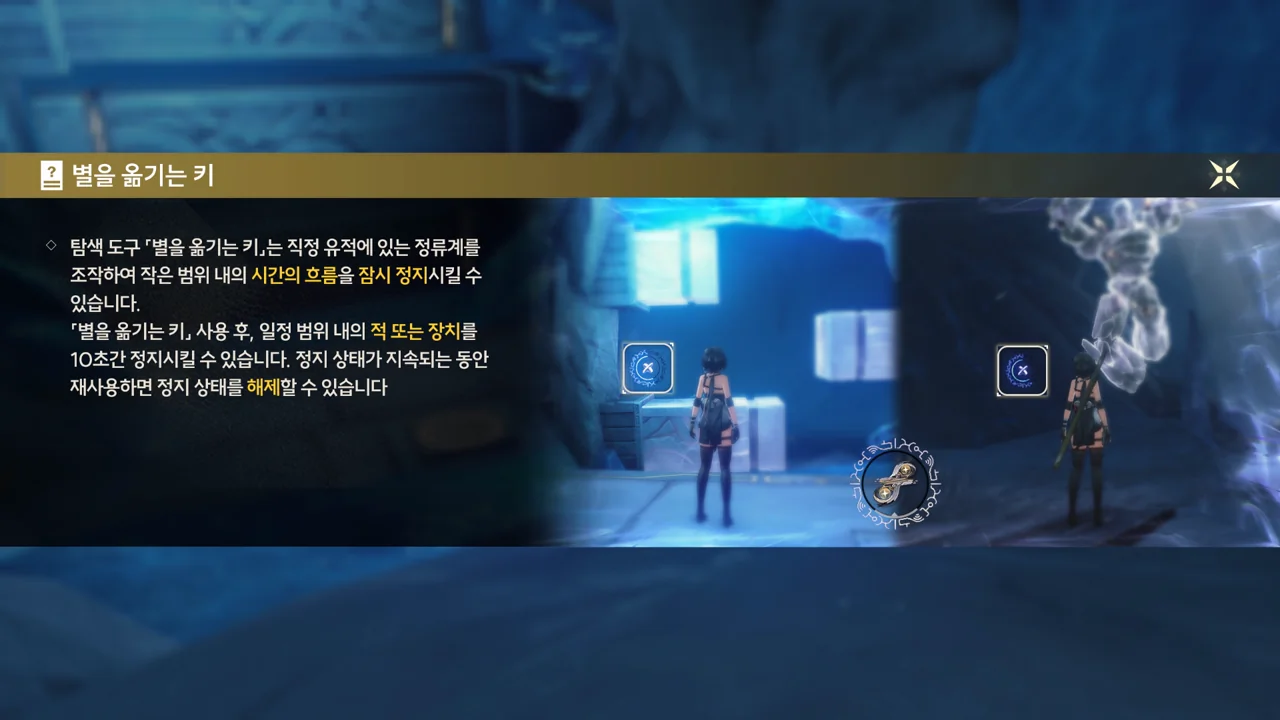 별을 옮기는 키
탐색 도구 「별을 옮기는 키」는 직정 유적에 있는 정류계를
조작하여 작은 범위 내의 시간의 흐름을 잠시 정지시킬 수
있습니다.
「별을 옮기는 키」 사용 후, 일정 범위 내의 적 또는 장치를
10초간 정지시킬 수 있습니다. 정지 상태가 지속되는 동안
재사용하면 정지 상태를 해제할 수 있습니다